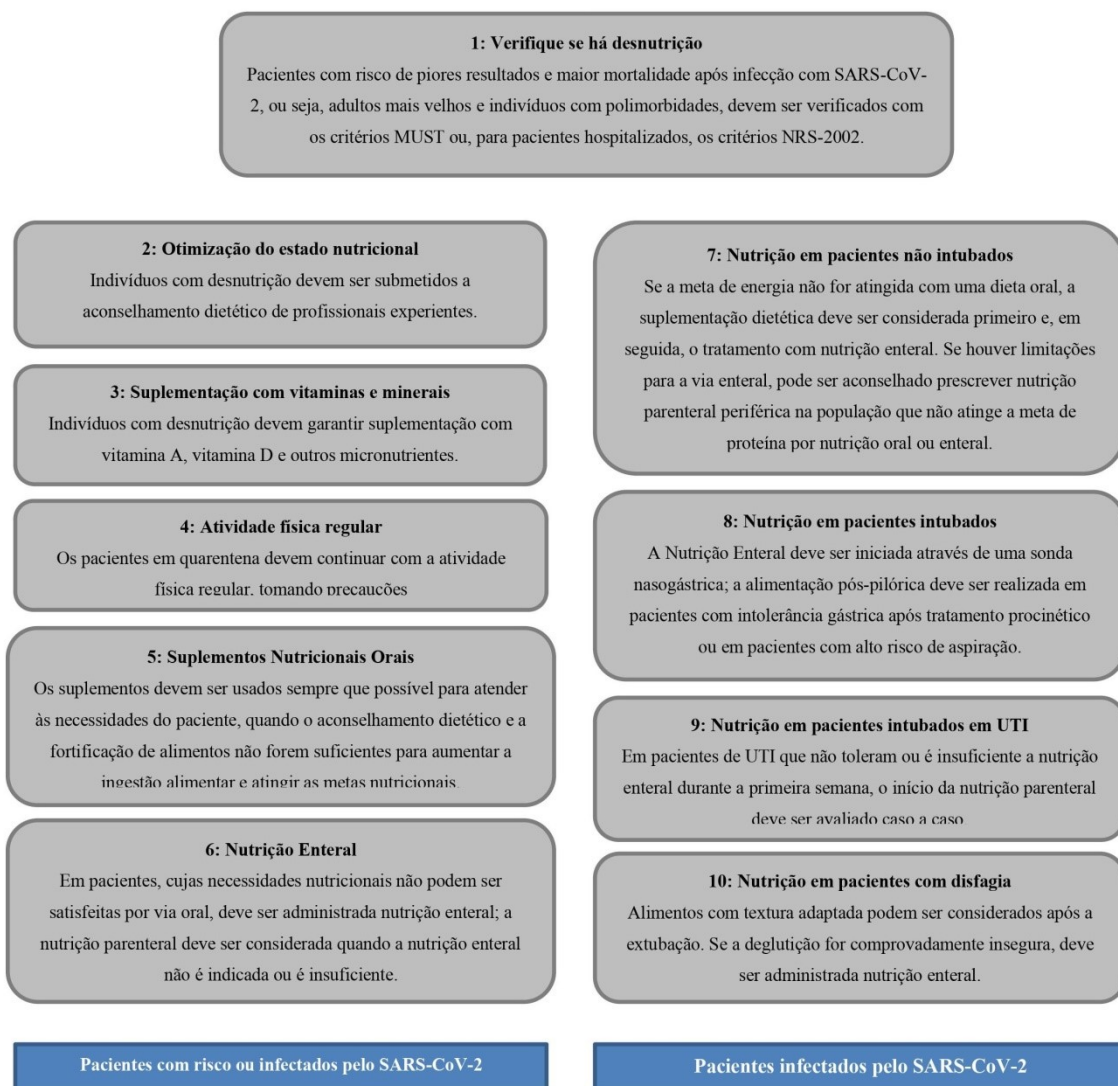 1: Verifique se há desnutrição
Pacientes com risco de piores resultados e maior mortalidade após infecção com SARS-CoV-
2, ou seja, adultos mais velhos e indivíduos com polimorbidades, devem ser verificados com
os critérios MUST ou, para pacientes hospitalizados, os critérios NRS-2002.
2: Otimização do estado nutricional
Indivíduos com desnutrição devem ser submetidos a
aconselhamento dietético de profissionais experientes.
3: Suplementação com vitaminas e minerais
Indivíduos com desnutrição devem garantir suplementação com
vitamina A, vitamina D e outros micronutrientes.
4: Atividade física regular
Os pacientes em quarentena devem continuar com a atividade
física regular, tomando precauções
5: Suplementos Nutricionais Orais
Os suplementos devem ser usados sempre que possível para atender
às necessidades do paciente, quando o aconselhamento dietético e a
fortificação de alimentos não forem suficientes para aumentar a
ingestão alimentar e atingir as metas nutricionais.
6: Nutrição Enteral
Em pacientes, cujas necessidades nutricionais não podem ser
satisfeitas por via oral, deve ser administrada nutrição enteral; a
nutrição parenteral deve ser considerada quando a nutrição enteral
não é indicada ou é insuficiente.
Pacientes com risco ou infectados pelo SARS-CoV-2
7: Nutrição em pacientes não intubados
Se a meta de energia não for atingida com uma dieta oral, a
suplementação dietética deve ser considerada primeiro e, em
seguida, o tratamento com nutrição enteral. Se houver limitações
para a via enteral, pode ser aconselhado prescrever nutrição
parenteral periférica na população que não atinge a meta de
proteína por nutrição oral ou enteral.
8: Nutrição em pacientes intubados
A Nutrição Enteral deve ser iniciada através de uma sonda
nasogástrica; a alimentação pós-pilórica deve ser realizada em
pacientes com intolerância gástrica após tratamento procinético
ou em pacientes com alto risco de aspiração.
9: Nutrição em pacientes intubados em UTI
Em pacientes de UTI que não toleram ou é insuficiente a nutrição
enteral durante a primeira semana, o início da nutrição parenteral
deve ser avaliado caso a caso
10: Nutrição em pacientes com disfagia
Alimentos com textura adaptada podem ser considerados após a
extubação. Se a deglutição for comprovadamente insegura, deve
ser administrada nutrição enteral.
Pacientes infectados pelo SARS-CoV-2